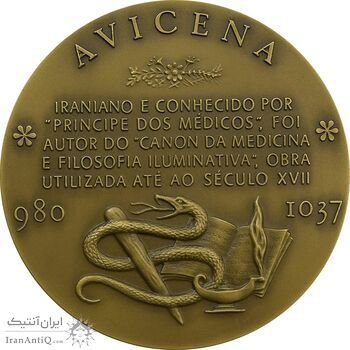 AVICENA
IRANIANO E CONHECIDO POR
"PRINCIPE DOS MÉDICOS", FOI
AUTOR DO "CANON DA MEDICINA
E FILOSOFIA ILUMINATIVA", OBRA
UTILIZADA ATÉ AO SÉCULO XVII
980
1037
ایران آنتیک
IranAntiQ.com